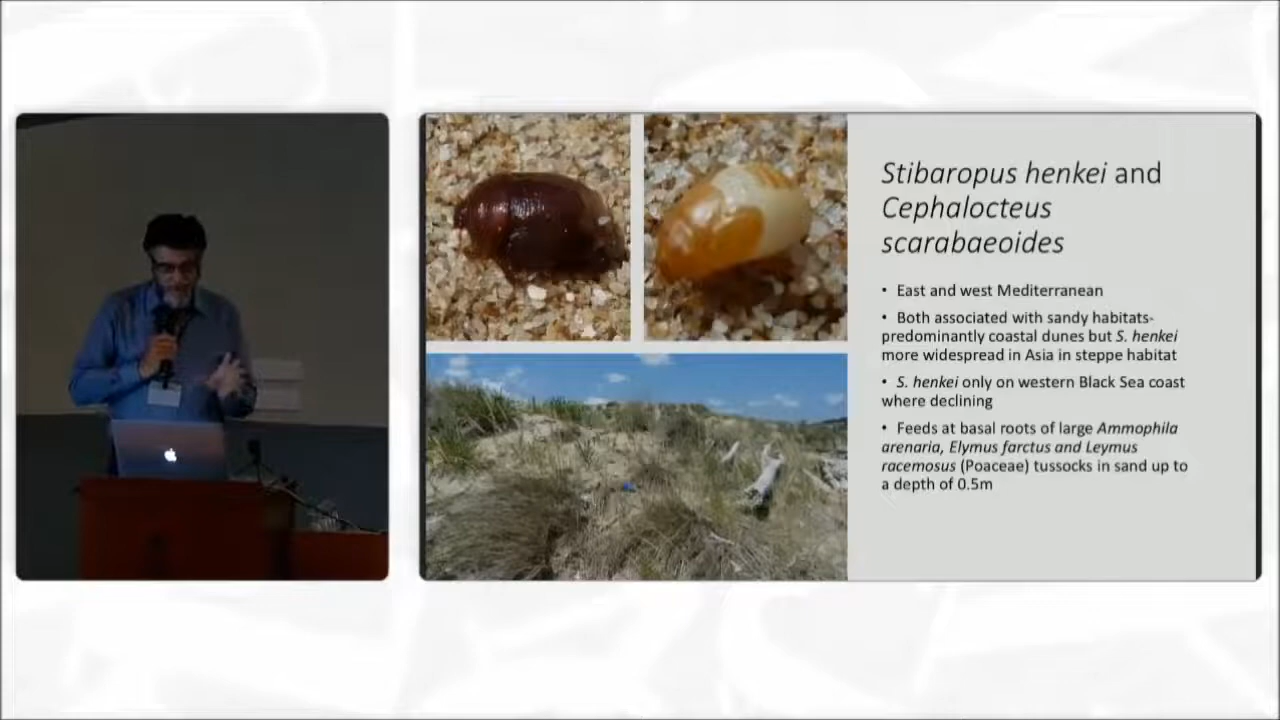 Stibaropus henkei and
Cephalocteus
scarabaeoides
• East and west Mediterranean
• Both associated with sandy habitats-
predominantly coastal dunes but S. henkei
more widespread in Asia in steppe habitat
• S. henkei only on western Black Sea coast
where declining
• Feeds at basal roots of large Ammophila
arenaria, Elymus farctus and Leymus
racemosus (Poaceae) tussocks in sand up to
a depth of 0.5m